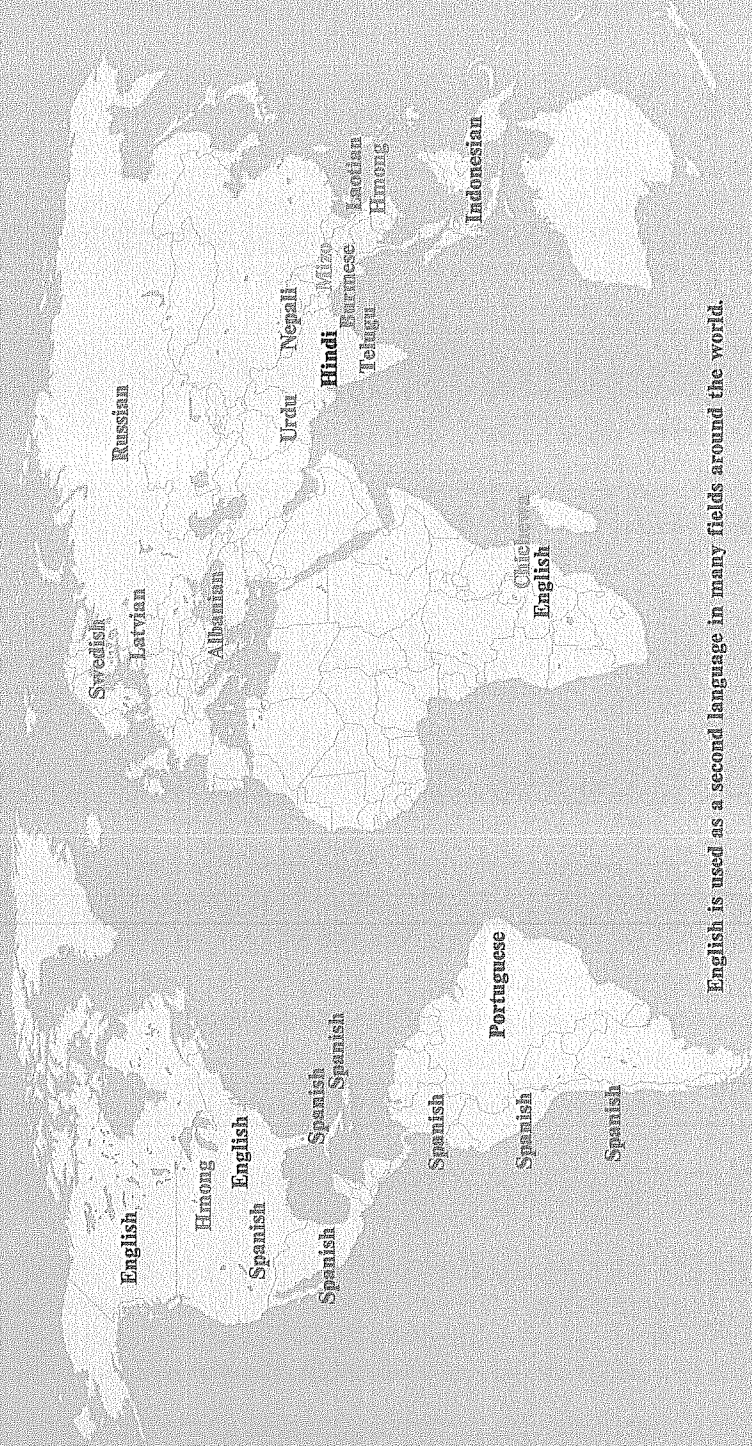 English
Hmong
English
Spanish
Spanish
Spanish
Spanish
Spanish
Spanish
Spanish
Portuguese
Swedish
Latvian
Albanian
Russian
Urdu
Nepali
Hindi
Mizo
Burmese
Telugu
Laotian
Hmong
Indonesian
Chichewa
English
English is used as a second language in many fields around the world.